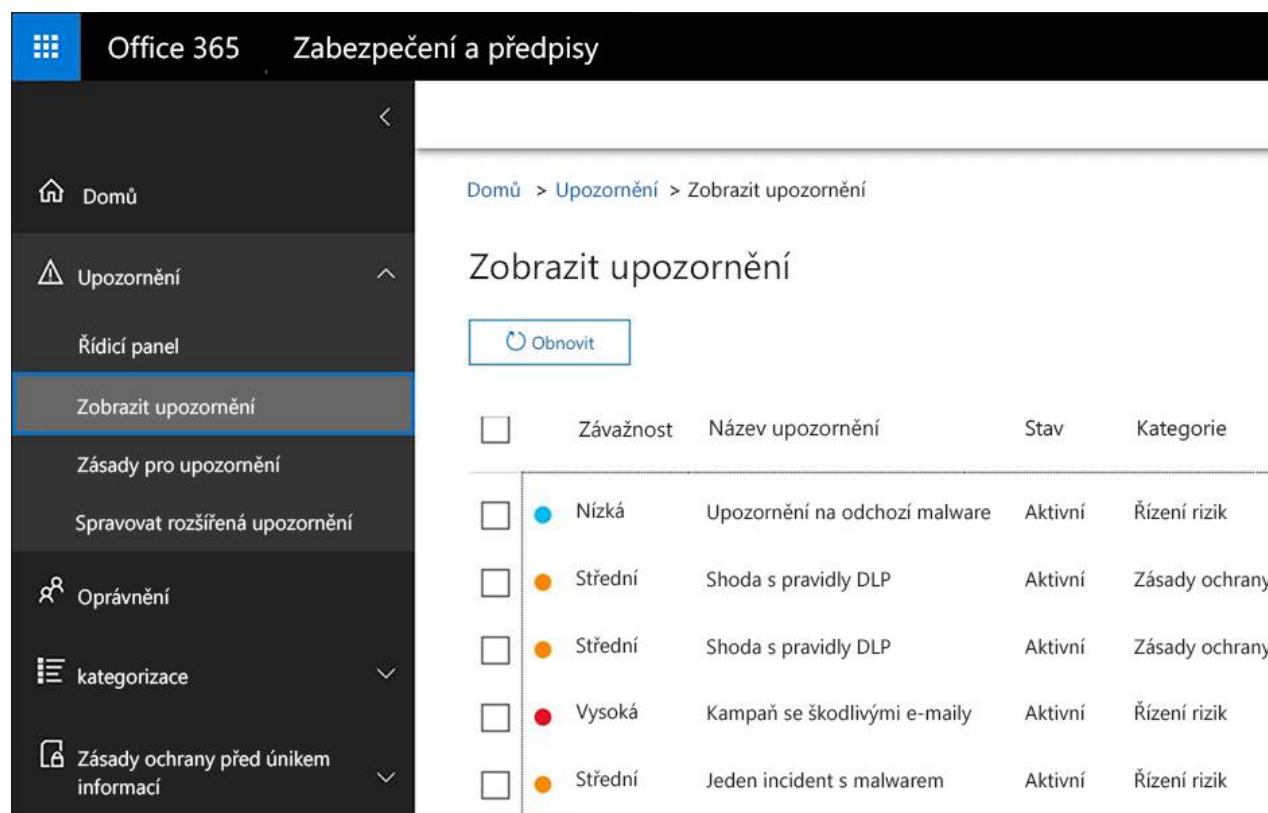 Office 365 Zabezpečení a předpisy
Domů
Upozornění
Řídicí panel
Zobrazit upozornění
Zásady pro upozornění
Spravovat rozšířená upozornění
Oprávnění
kategorizace
Zásady ochrany před únikem
informací
Domů > Upozornění > Zobrazit upozornění
Zobrazit upozornění
Obnovit
Závažnost Název upozornění Stav Kategorie
Nízká Upozornění na odchozí malware Aktivní Řízení rizik
Střední Shoda s pravidly DLP Aktivní Zásady ochrany
Střední Shoda s pravidly DLP Aktivní Zásady ochrany
Vysoká Kampaň se škodlivými e-maily Aktivní Řízení rizik
Střední Jeden incident s malwarem Aktivní Řízení rizik